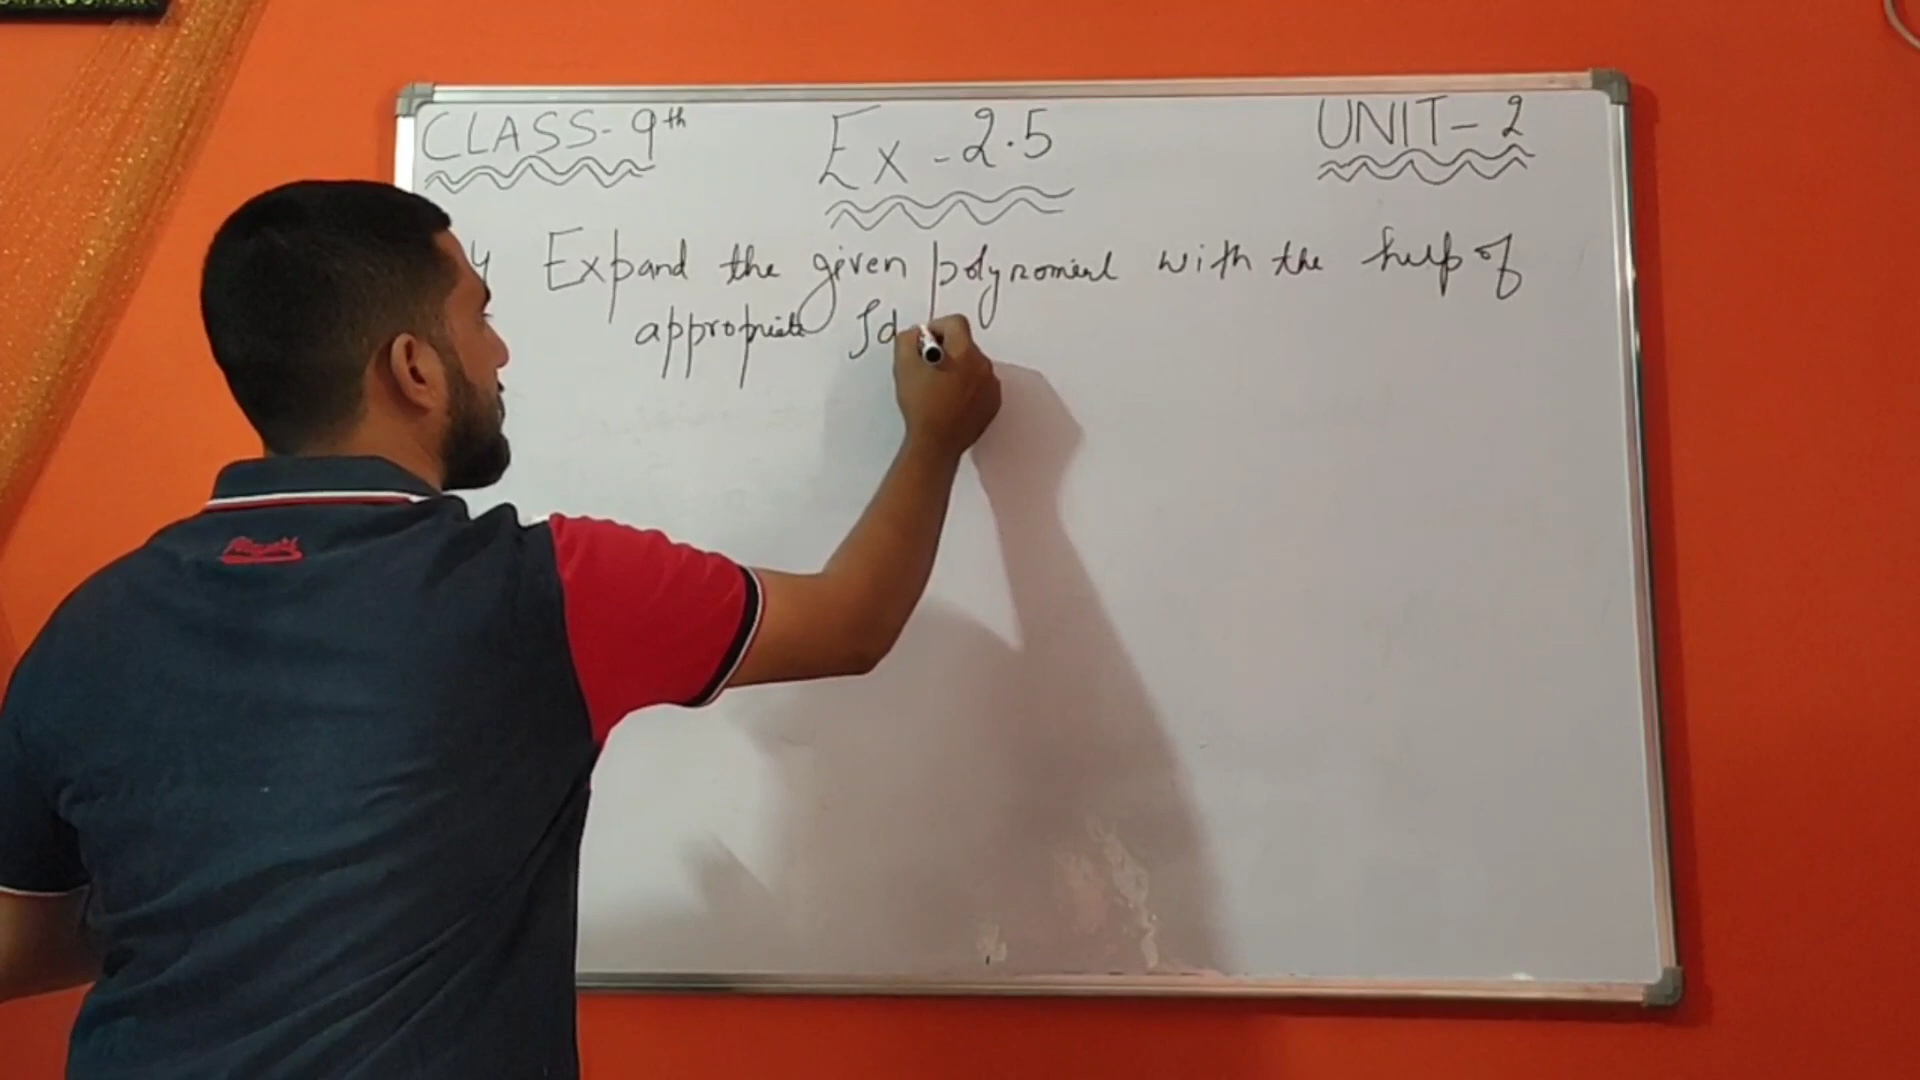 CLASS-9th
Ex-2.5
UNIT-2
Expand the given polynomial with the help of
appropriate Id